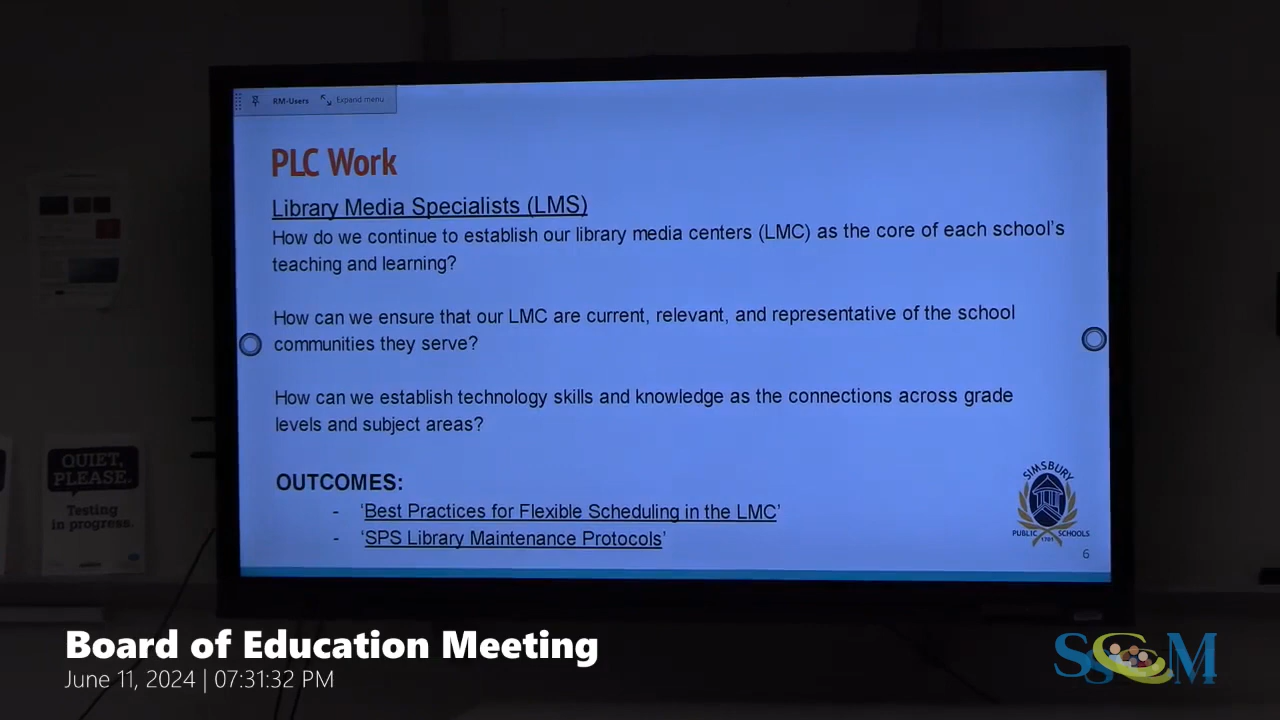 RM-Users Expand menu
PLC Work
Library Media Specialists (LMS)
How do we continue to establish our library media centers (LMC) as the core of each school's
teaching and learning?
How can we ensure that our LMC are current, relevant, and representative of the school
communities they serve?
How can we establish technology skills and knowledge as the connections across grade
levels and subject areas?
OUTCOMES:
- 'Best Practices for Flexible Scheduling in the LMC'
- 'SPS Library Maintenance Protocols'
SIMSBURY
PUBLIC SCHOOLS
1701
6
QUIET,
PLEASE.
Testing
in progress.
Board of Education Meeting
June 11, 2024 | 07:31:32 PM